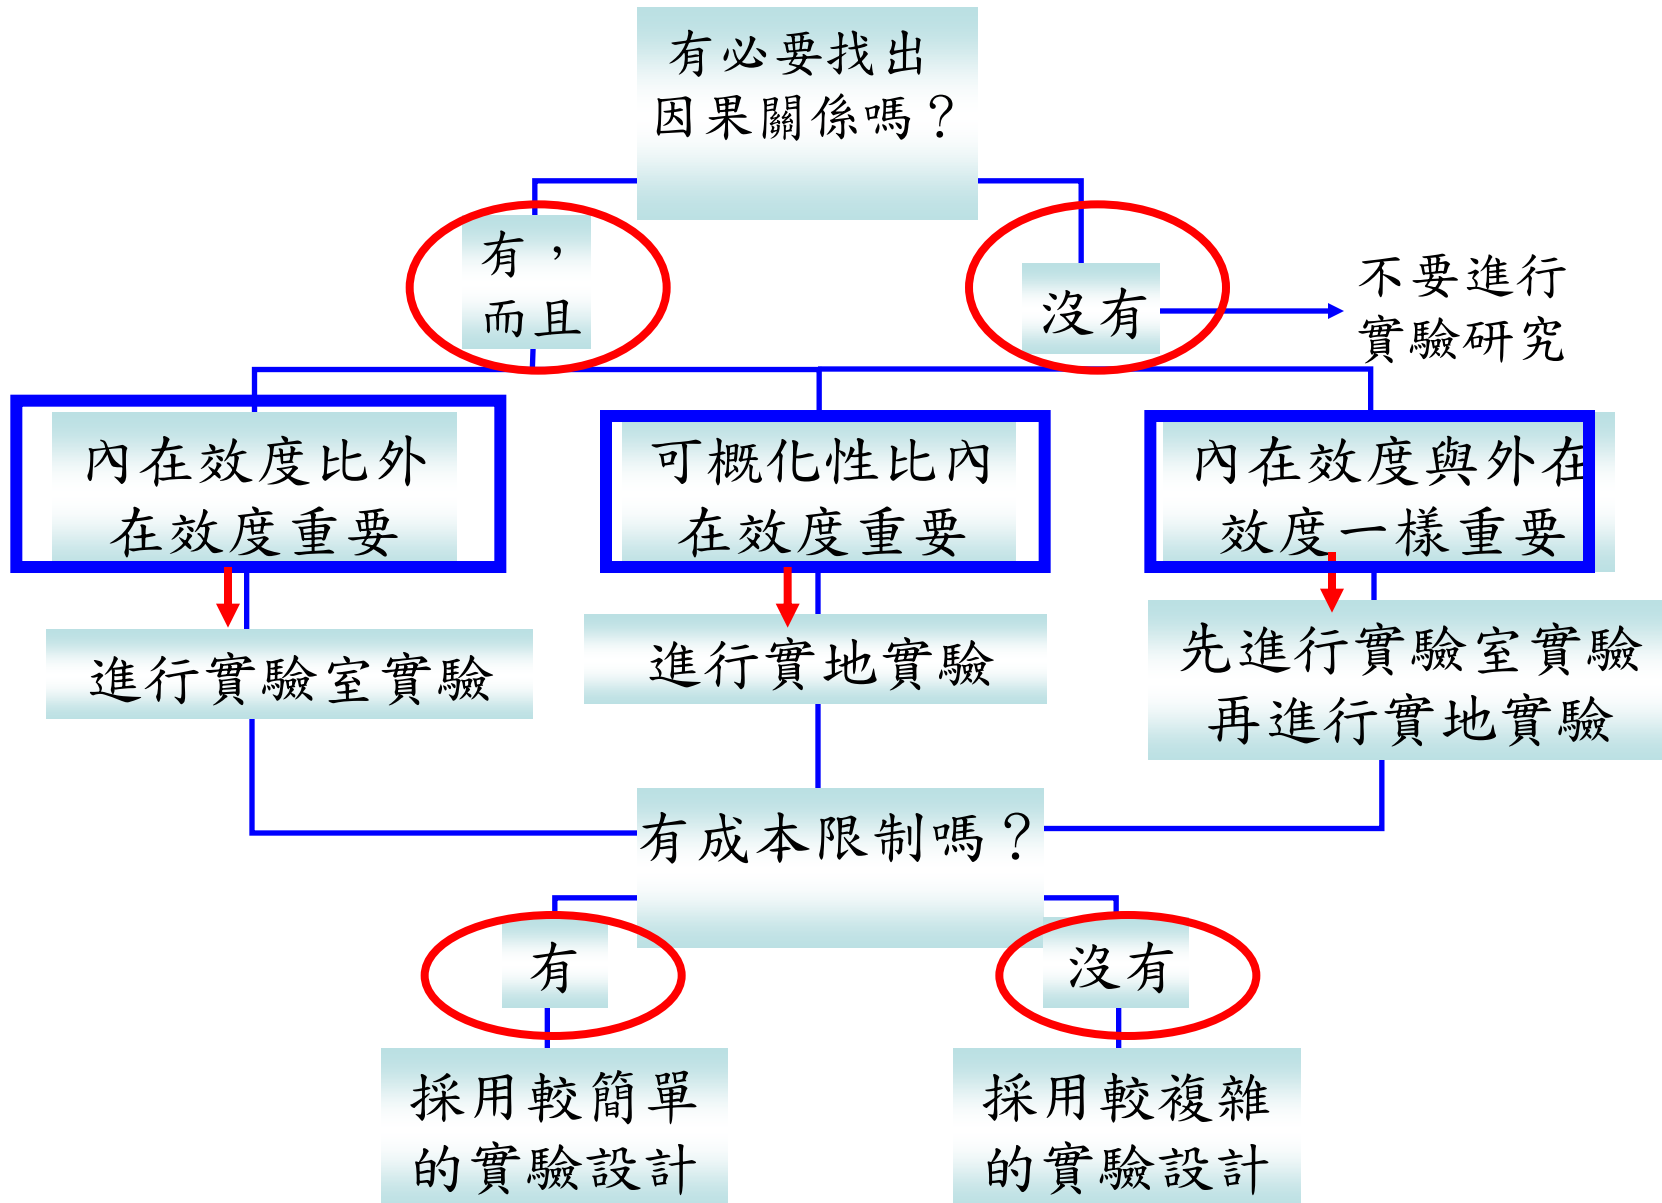 有必要找出
因果關係嗎？
有，
而且
沒有
不要進行
實驗研究
內在效度比外
在效度重要
可概化性比內
在效度重要
內在效度與外在
效度一樣重要
進行實驗室實驗
進行實地實驗
先進行實驗室實驗
再進行實地實驗
有成本限制嗎？
有
沒有
採用較簡單
的實驗設計
採用較複雜
的實驗設計